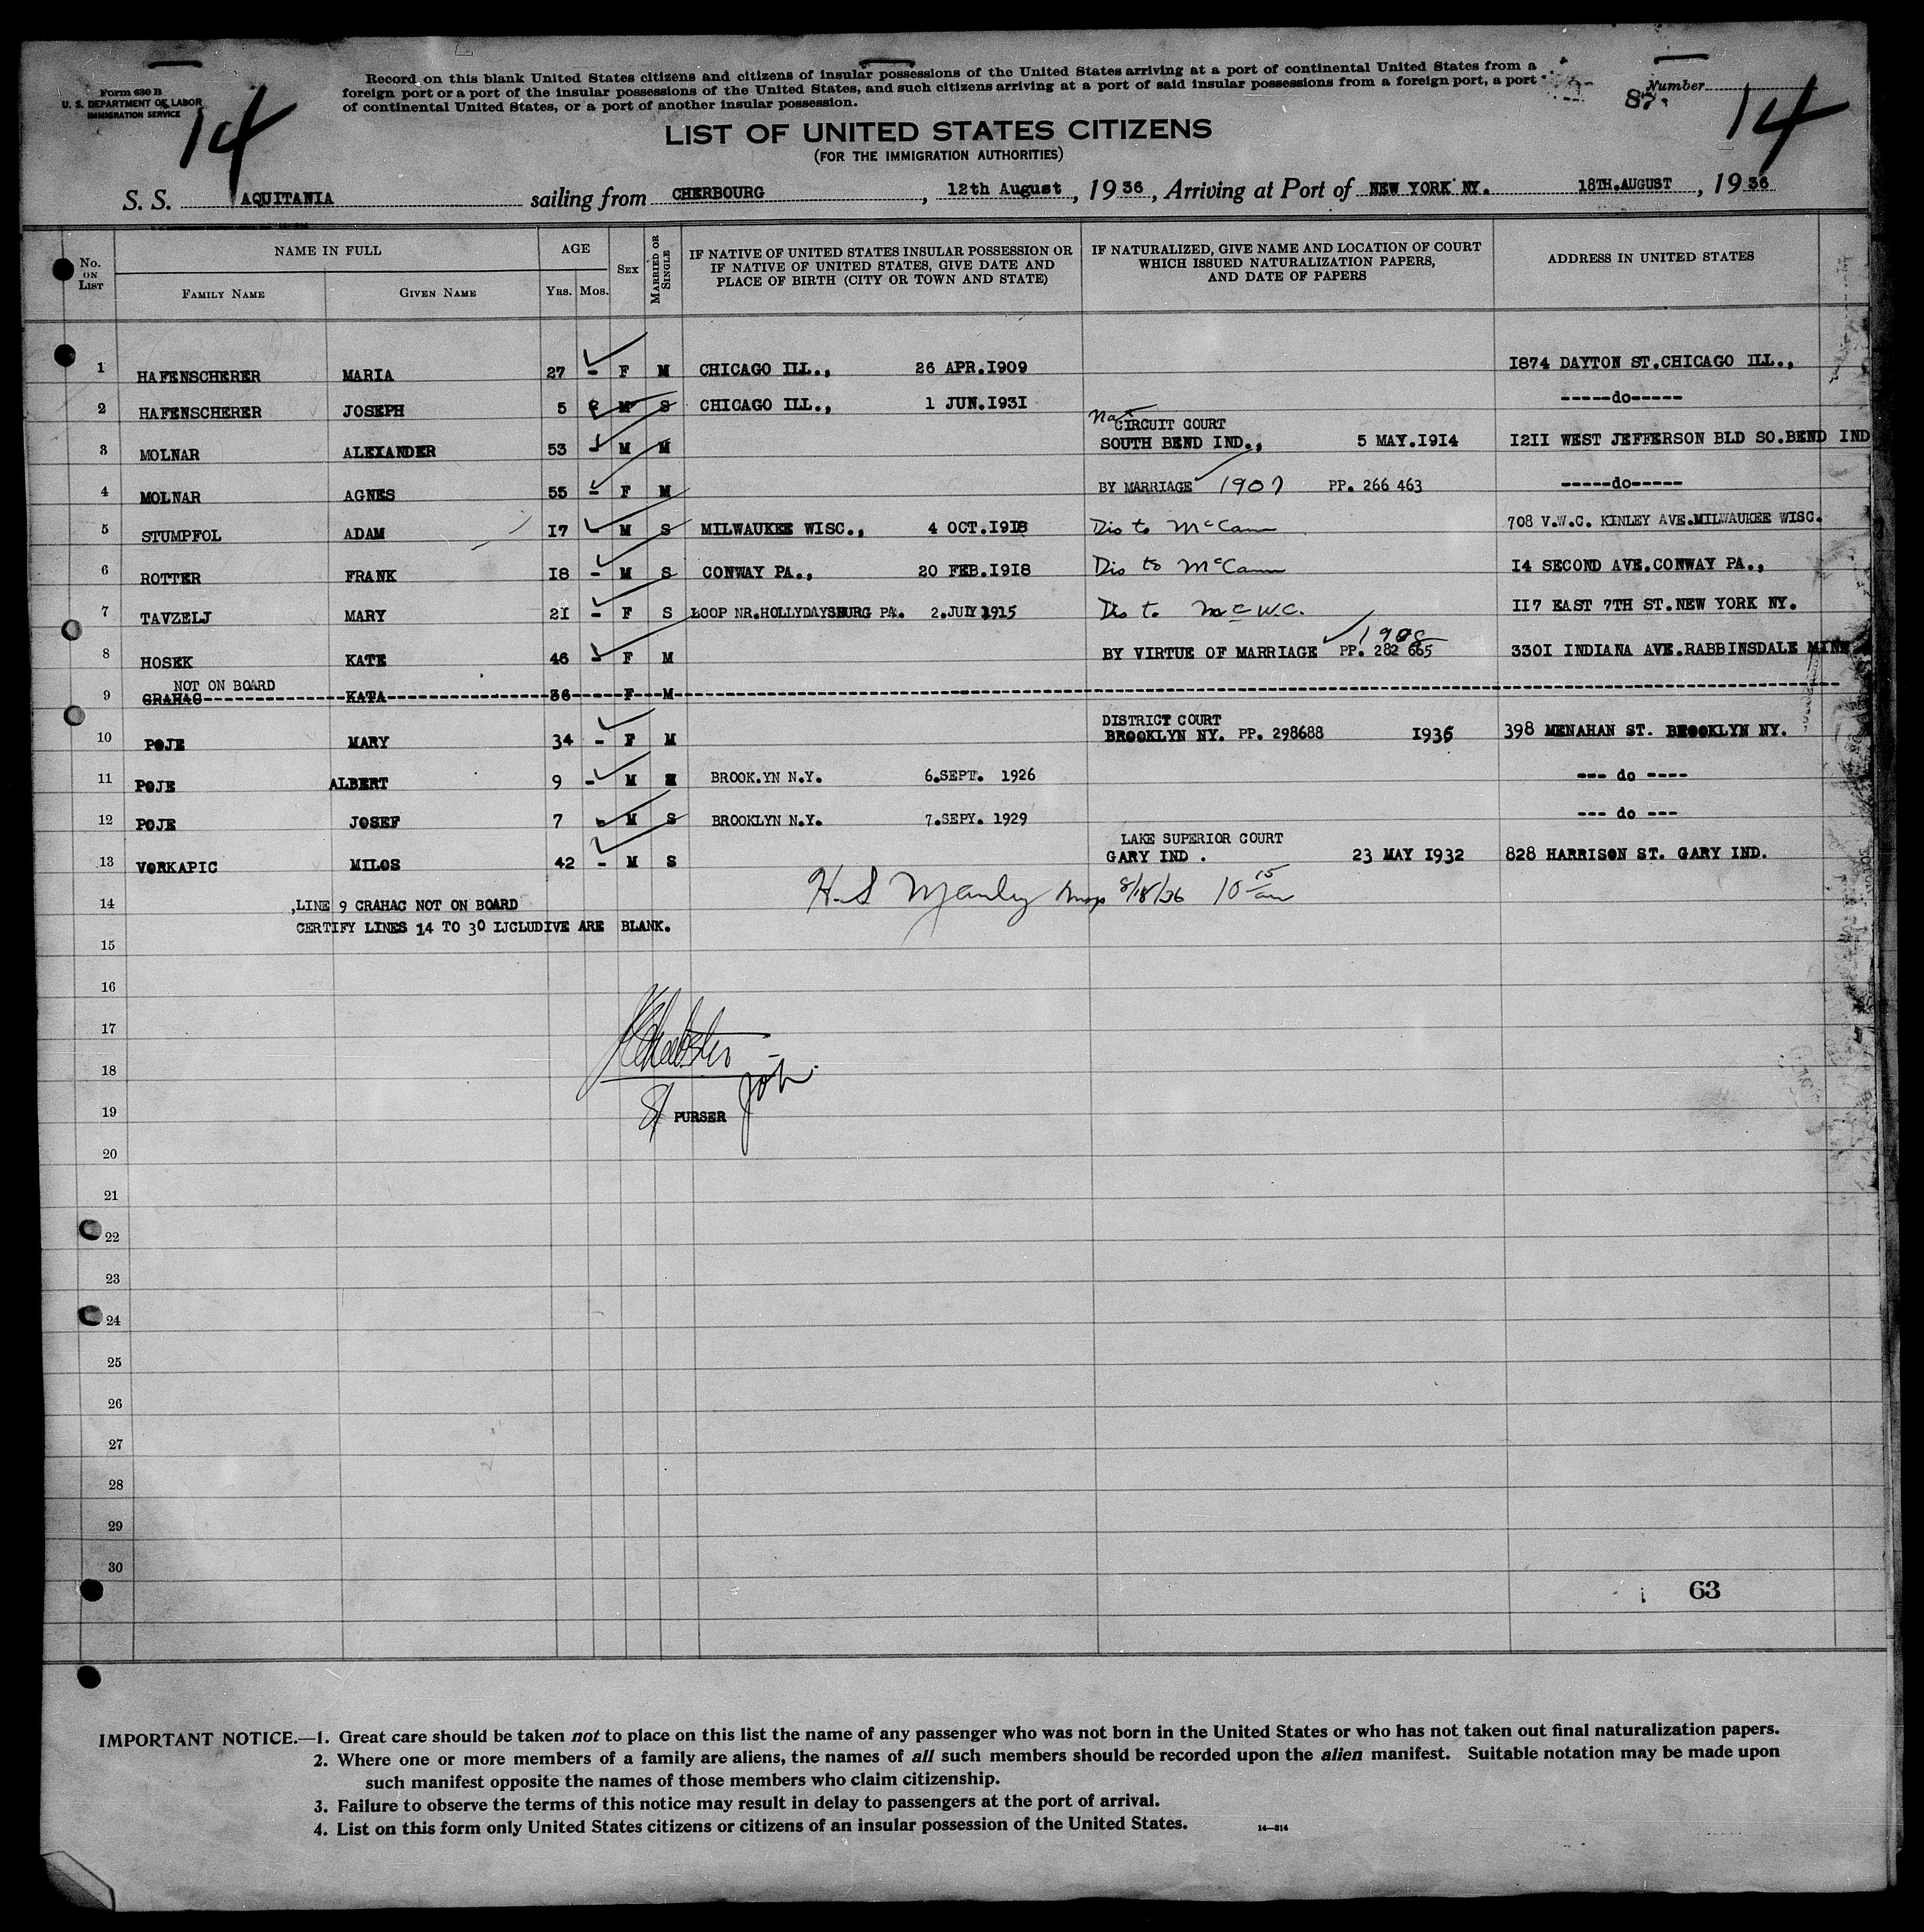 Form 630 B
U. S. DEPARTMENT OF LABOR
IMMIGRATION SERVICE
14
Record on this blank United States citizens and citizens of insular possessions of the United States arriving at a port of continental United States from a
foreign port or a port of the insular possessions of the United States, and such citizens arriving at a port of said insular possessions from a foreign port, a port
of continental United States, or a port of another insular possession.
Number
87.
14
LIST OF UNITED STATES CITIZENS
(FOR THE IMMIGRATION AUTHORITIES)
S. S. AQUITANIA sailing from CHERBOURG, 12th August, 1936, Arriving at Port of NEW YORK NY. 18TH.AUGUST, 1936
No. ON LIST NAME IN FULL FAMILY NAME GIVEN NAME AGE YRS. MOS. SEX MARRIED OR SINGLE IF NATIVE OF UNITED STATES INSULAR POSSESSION OR IF NATIVE OF UNITED STATES, GIVE DATE AND PLACE OF BIRTH (CITY OR TOWN AND STATE) IF NATURALIZED, GIVE NAME AND LOCATION OF COURT WHICH ISSUED NATURALIZATION PAPERS, AND DATE OF PAPERS ADDRESS IN UNITED STATES
1 HAFENSCHERER MARIA 27 - F M CHICAGO ILL., 26 APR.1909 1874 DAYTON ST.CHICAGO ILL.,
2 HAFENSCHERER JOSEPH 5 M S CHICAGO ILL., 1 JUN.1931 -----do-----
Nat CIRCUIT COURT
3 MOLNAR ALEXANDER 53 - M M SOUTH BEND IND., 5 MAY.1914 1211 WEST JEFFERSON BLD SO.BEND IND
4 MOLNAR AGNES 55 - F M BY MARRIAGE 1907 PP. 266 463 -----do-----
5 STUMPFOL ADAM 17 - M S MILWAUKEE WISC., 4 OCT.1918 Dis to McCann 708 V.W.C. KINLEY AVE.MILWAUKEE WISC.
6 ROTTER FRANK 18 - M S CONWAY PA., 20 FEB.1918 Dis to McCann 14 SECOND AVE.CONWAY PA.,
7 TAVZELJ MARY 21 - F S LOOP NR.HOLLYDAYSBURG PA. 2.JULY 1915 Dis to McW.C. 117 EAST 7TH ST.NEW YORK NY.
1908
8 HOSEK KATE 46 - F M BY VIRTUE OF MARRIAGE PP. 282 665 3301 INDIANA AVE.RABBINSDALE MINN
NOT ON BOARD
9 GRAHAC KATA 36 F M
DISTRICT COURT
10 POJE MARY 34 - F M BROOKLYN NY. PP. 298688 1936 398 MENAHAN ST. BROOKLYN NY.
11 POJE ALBERT 9 - M BROOK.YN N.Y. 6.SEPT. 1926 --- do ----
12 POJE JOSEF 7 M S BROOKLYN N.Y. 7.SEPY. 1929 --- do ---
LAKE SUPERIOR COURT
13 VORKAPIC MILOS 42 - M S GARY IND . 23 MAY 1932 828 HARRISON ST. GARY IND.
H.S Manly Insp 8/18/36 10 15 am
14 ,LINE 9 CRAHAC NOT ON BOARD
CERTIFY LINES 14 TO 30 IJCLUDIVE ARE BLANK.
15
16
17
18
19 PURSER
20
21
22
23
24
25
26
27
28
29
30
63
IMPORTANT NOTICE.—1. Great care should be taken not to place on this list the name of any passenger who was not born in the United States or who has not taken out final naturalization papers.
2. Where one or more members of a family are aliens, the names of all such members should be recorded upon the alien manifest. Suitable notation may be made upon
such manifest opposite the names of those members who claim citizenship.
3. Failure to observe the terms of this notice may result in delay to passengers at the port of arrival.
4. List on this form only United States citizens or citizens of an insular possession of the United States.
14—314